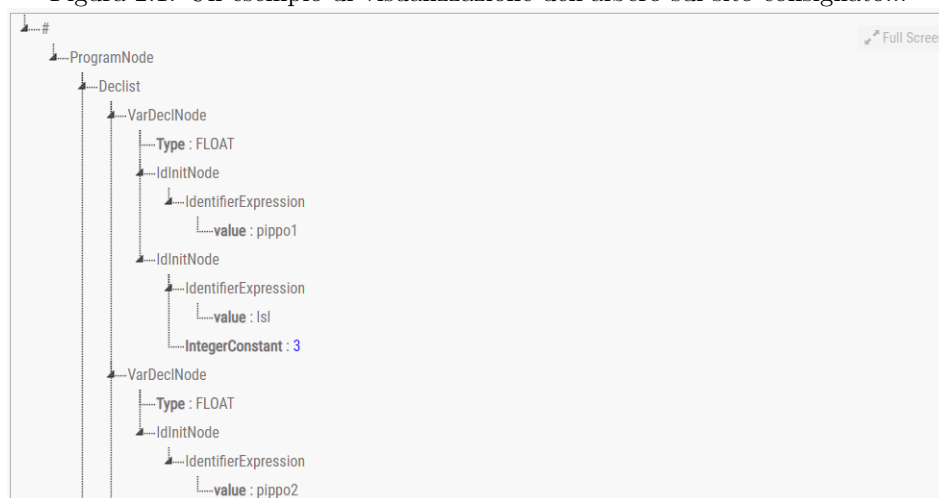 Figura 2.1: Un esempio di visualizzazione dell'albero sul sito consigliato...
#
Full Scree
ProgramNode
Declist
VarDeclNode
Type : FLOAT
IdInitNode
IdentifierExpression
value : pippo1
IdInitNode
IdentifierExpression
value : lsl
IntegerConstant : 3
VarDeclNode
Type : FLOAT
IdInitNode
IdentifierExpression
value : pippo2